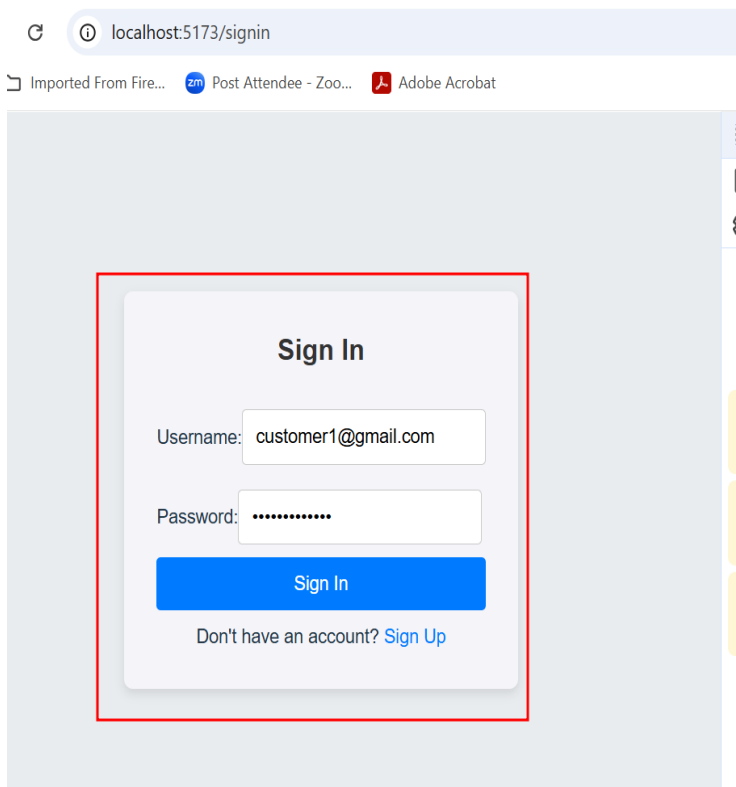 localhost:5173/signin
Imported From Fire... zm Post Attendee - Zoo... Adobe Acrobat
Sign In
Username: customer1@gmail.com
Password: •••••••••••••
Sign In
Don't have an account? Sign Up